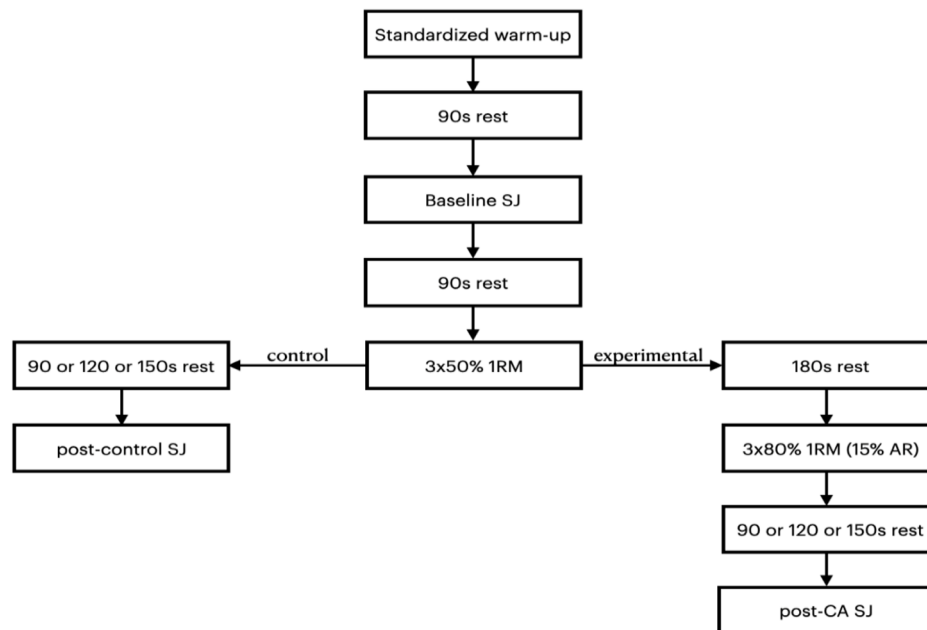 Standardized warm-up
90s rest
Baseline SJ
90s rest
90 or 120 or 150s rest
control
3x50% 1RM
experimental
180s rest
post-control SJ
3x80% 1RM (15% AR)
90 or 120 or 150s rest
post-CA SJ